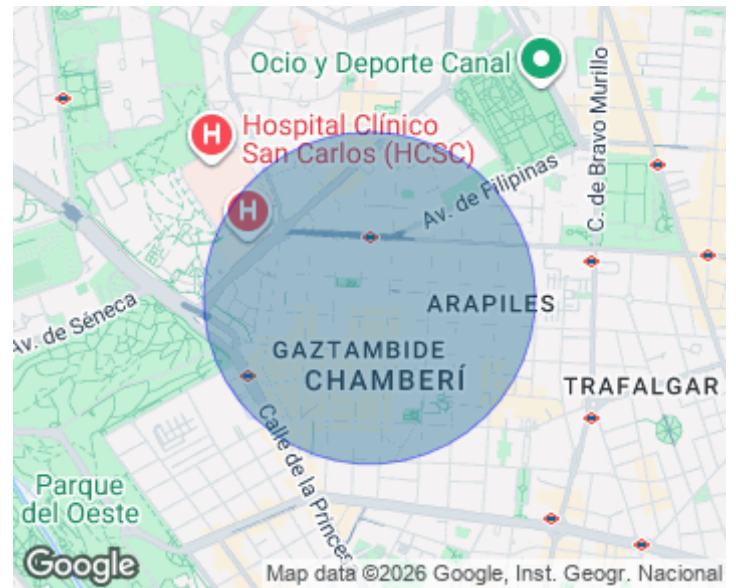 Ocio y Deporte Canal
H
Hospital Clínico
San Carlos (HCSC)
H
Av. de Filipinas
C. de Bravo Murillo
Av. de Séneca
ARAPILES
GAZTAMBIDE
CHAMBERÍ
TRAFALGAR
Calle de la Princes
Parque
del Oeste
Google
Map data ©2026 Google, Inst. Geogr. Nacional